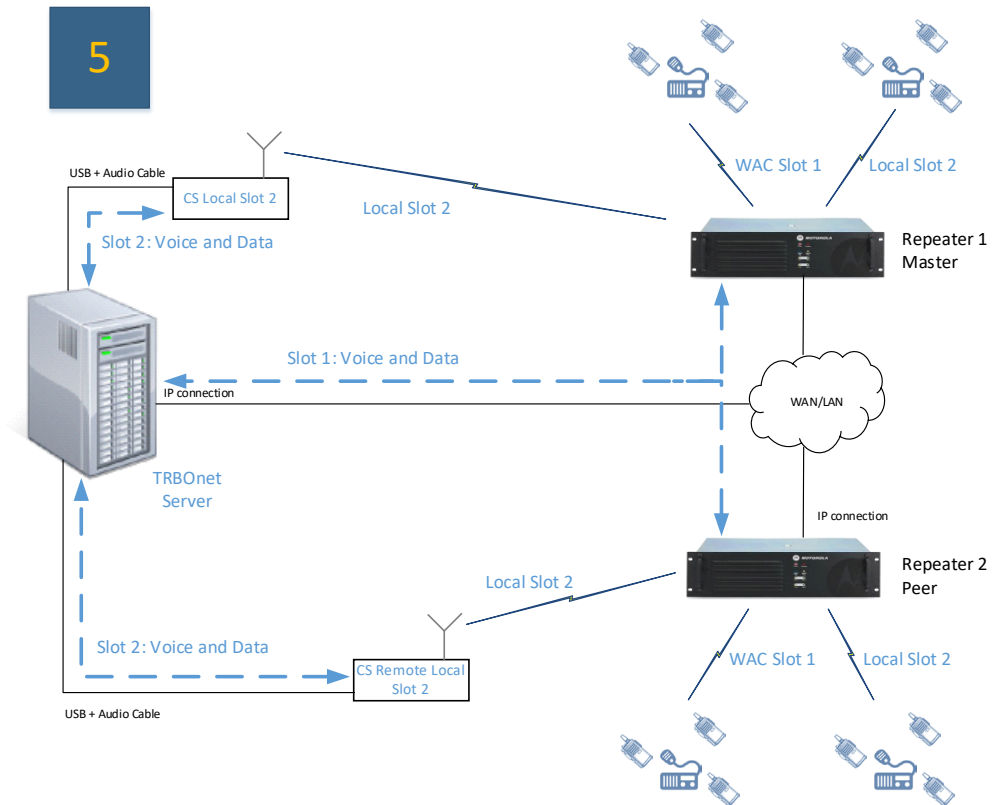 5
USB + Audio Cable
CS Local Slot 2
Slot 2: Voice and Data
Local Slot 2
WAC Slot 1
Local Slot 2
MOTOROLA
Repeater 1
Master
Slot 1: Voice and Data
IP connection
WAN/LAN
TRBOnet
Server
IP connection
MOTOROLA
Repeater 2
Peer
Local Slot 2
Slot 2: Voice and Data
CS Remote Local
Slot 2
USB + Audio Cable
WAC Slot 1
Local Slot 2